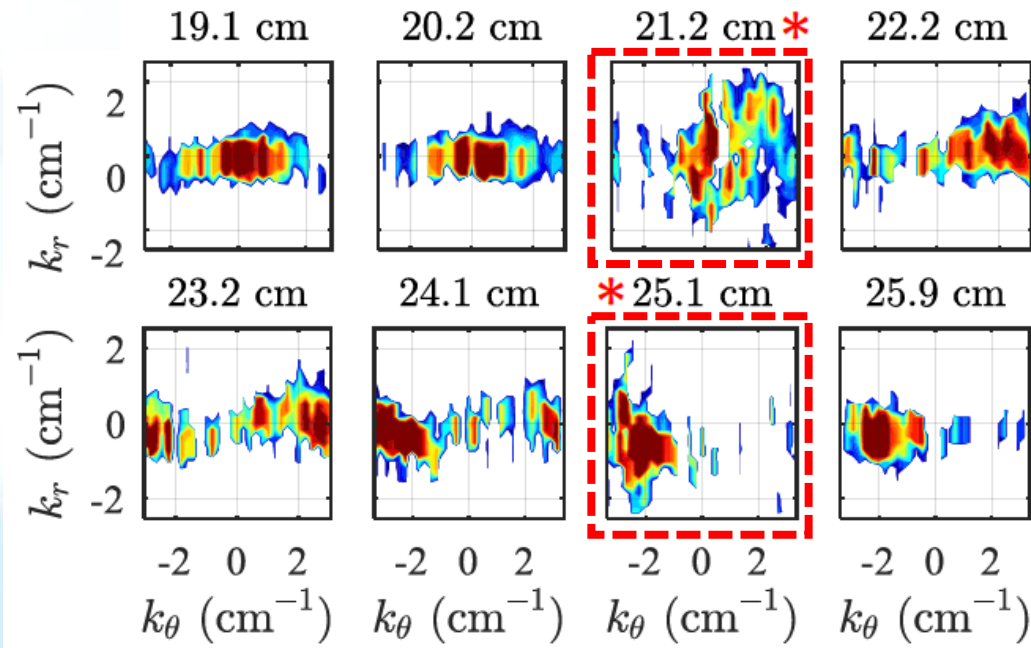 19.1 cm 20.2 cm 21.2 cm * 22.2 cm
k_r (cm⁻¹)
2
0
-2
23.2 cm 24.1 cm * 25.1 cm 25.9 cm
k_r (cm⁻¹)
2
0
-2
-2 0 2 -2 0 2 -2 0 2 -2 0 2
k_θ (cm⁻¹) k_θ (cm⁻¹) k_θ (cm⁻¹) k_θ (cm⁻¹)